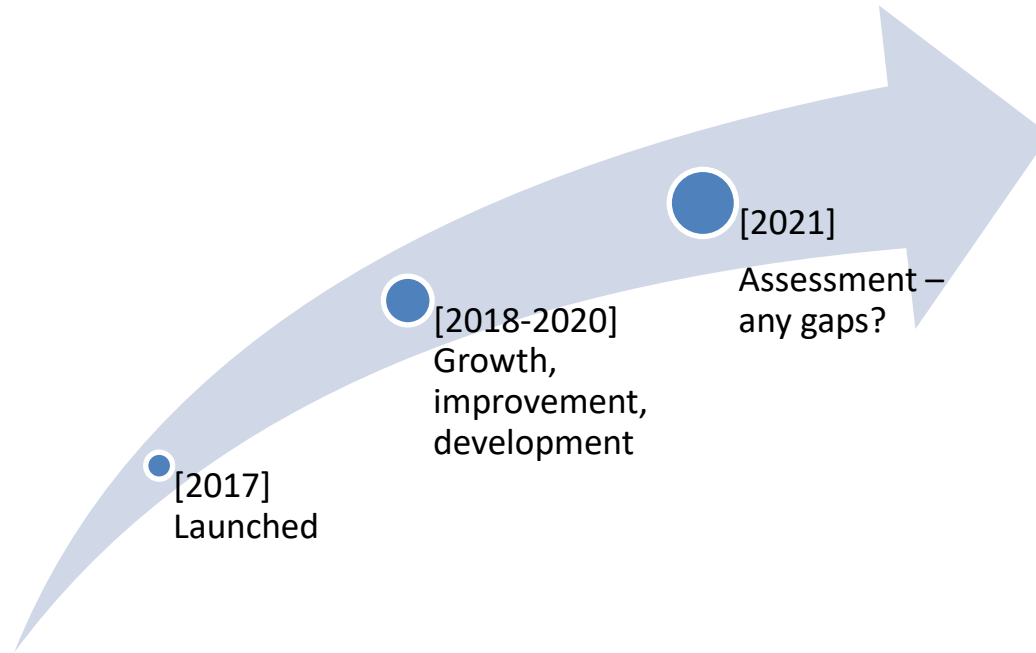 [2017]
Launched
[2018-2020]
Growth,
improvement,
development
[2021]
Assessment –
any gaps?